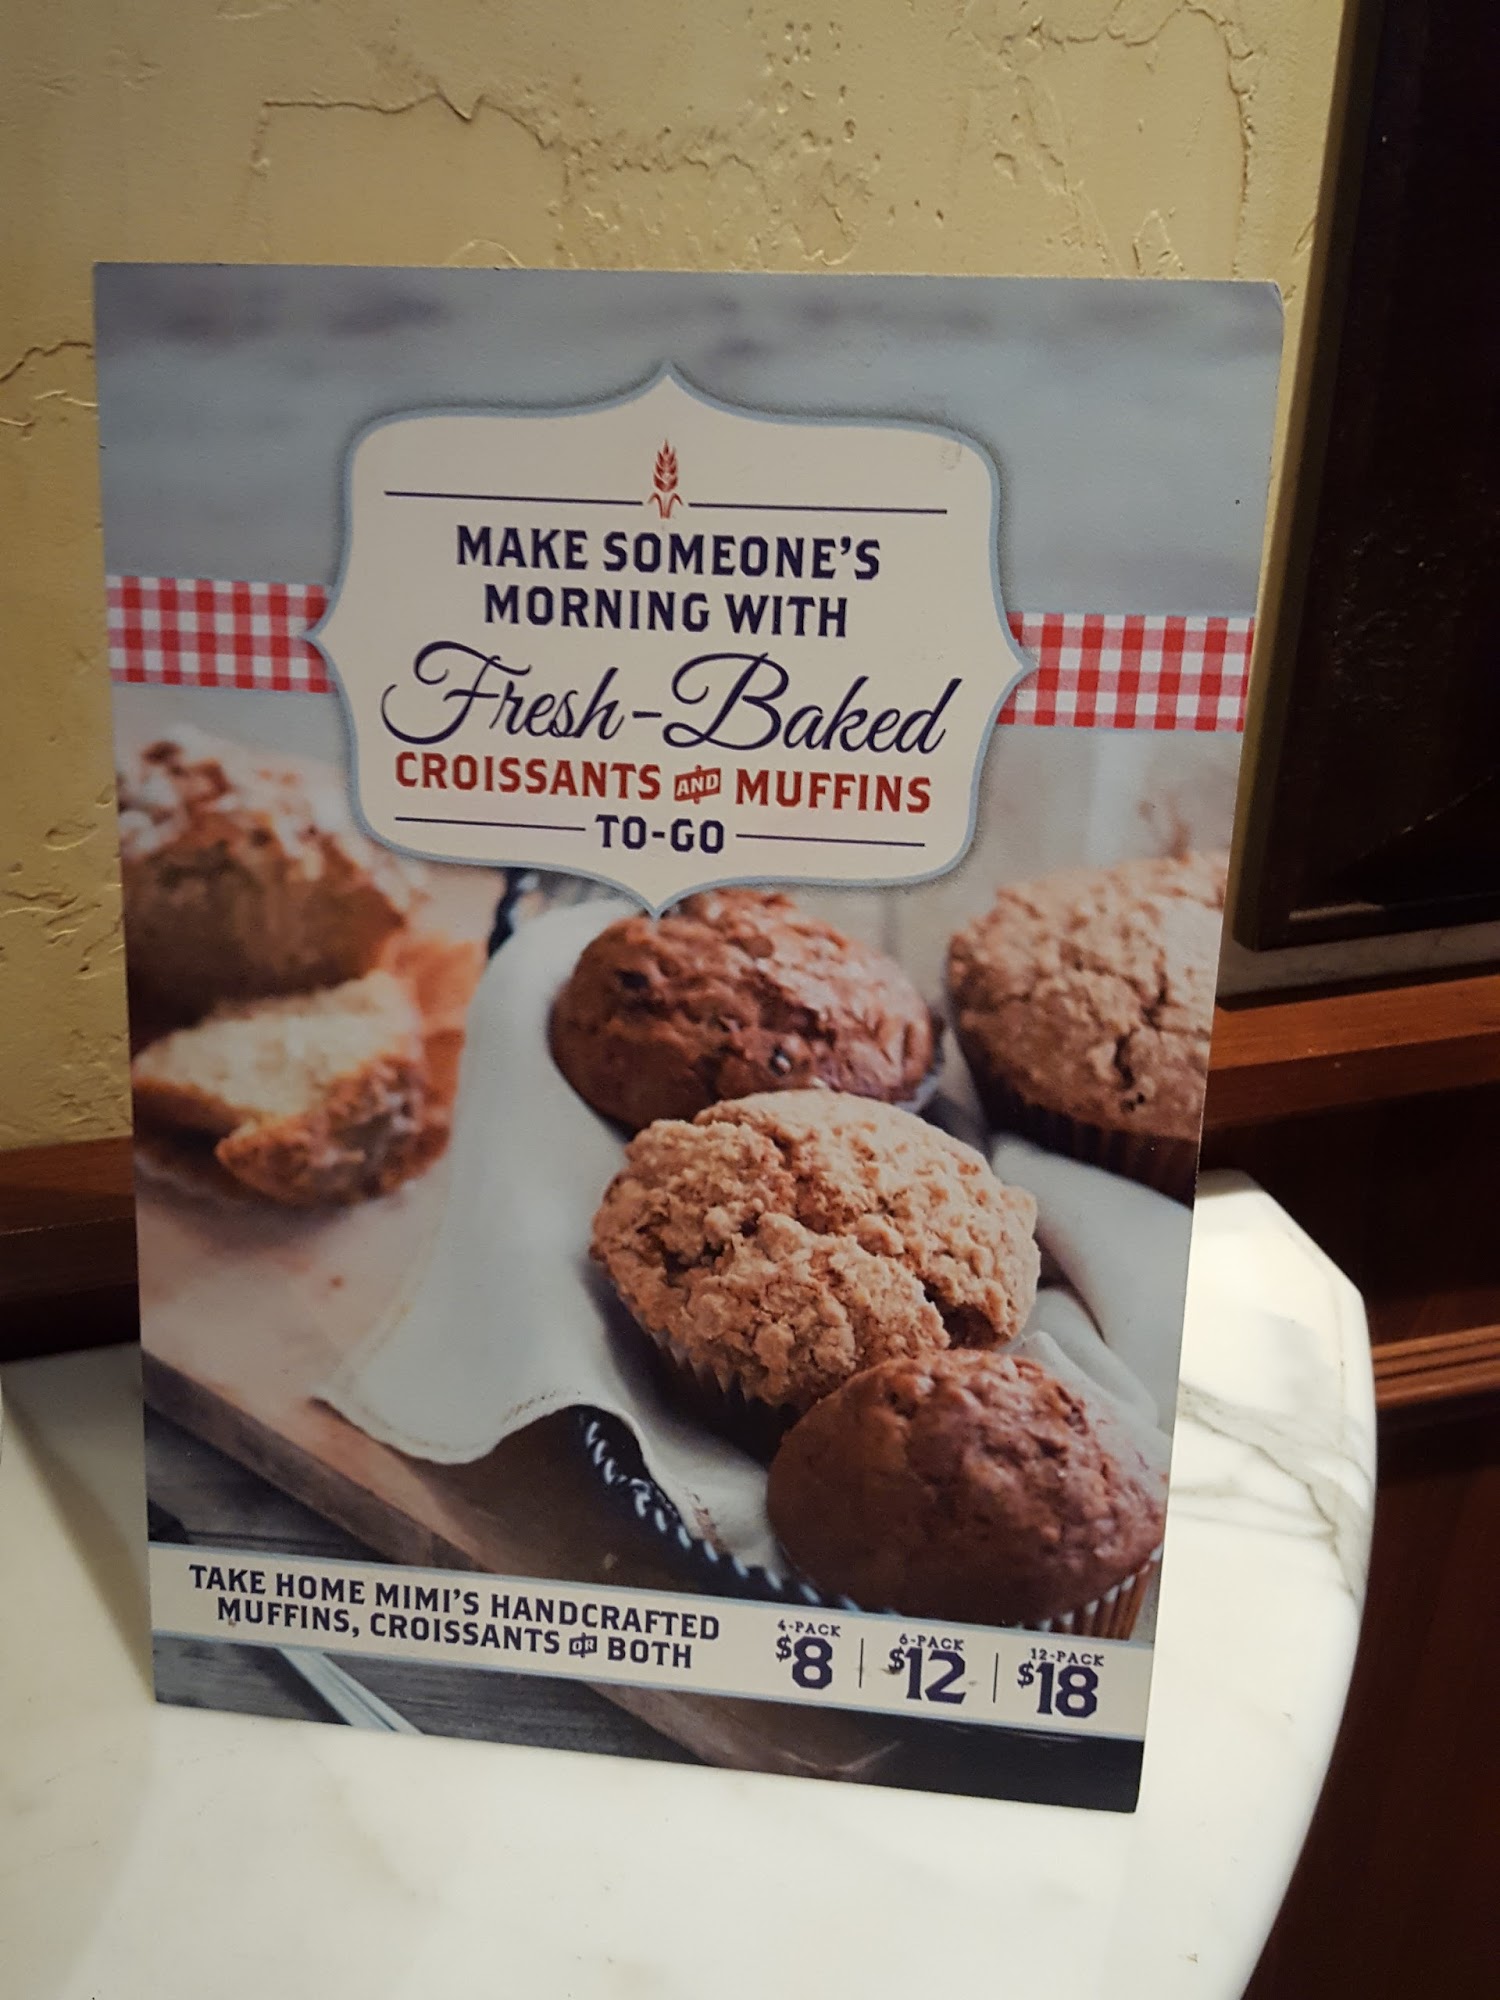 MAKE SOMEONE'S
MORNING WITH
Fresh-Baked
CROISSANTS AND MUFFINS
TO-GO
TAKE HOME MIMI'S HANDCRAFTED
MUFFINS, CROISSANTS OR BOTH
4-PACK
$8
6-PACK
$12
12-PACK
$18